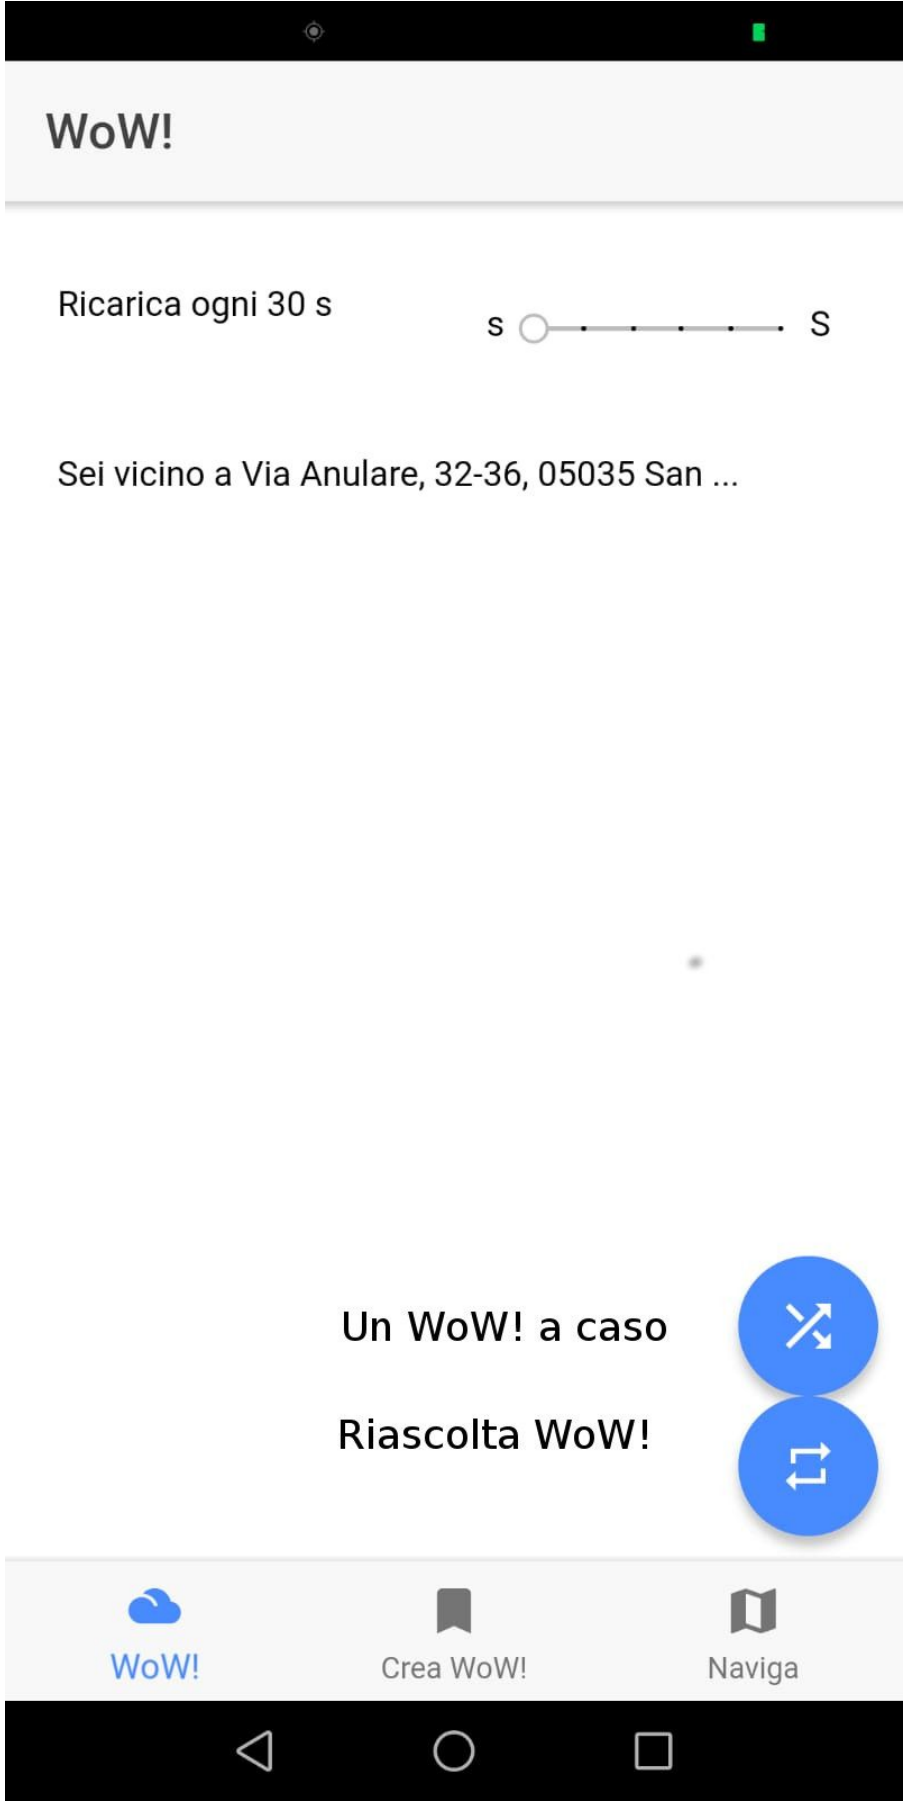 WoW!
Ricarica ogni 30 s
s S
Sei vicino a Via Anulare, 32-36, 05035 San ...
Un WoW! a caso
Riascolta WoW!
WoW! Crea WoW! Naviga